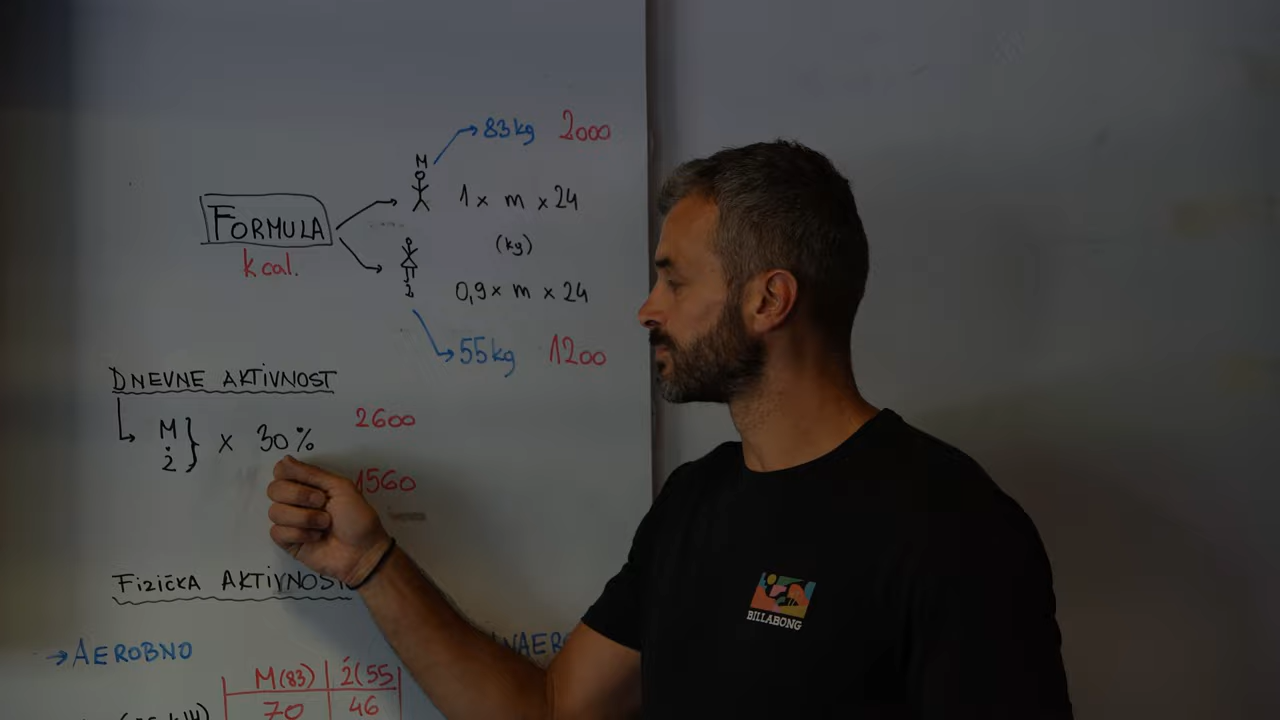 83kg 2000
M
1 x m x 24
FORMULA
(kg)
kcal.
0,9 x m x 24
ž
55kg 1200
DNEVNE AKTIVNOST
M
ž } x 30%
2600
1560
Fizička AKTIVNOST
AEROBNO
M(83) ž(55
70 46
BILLABONG